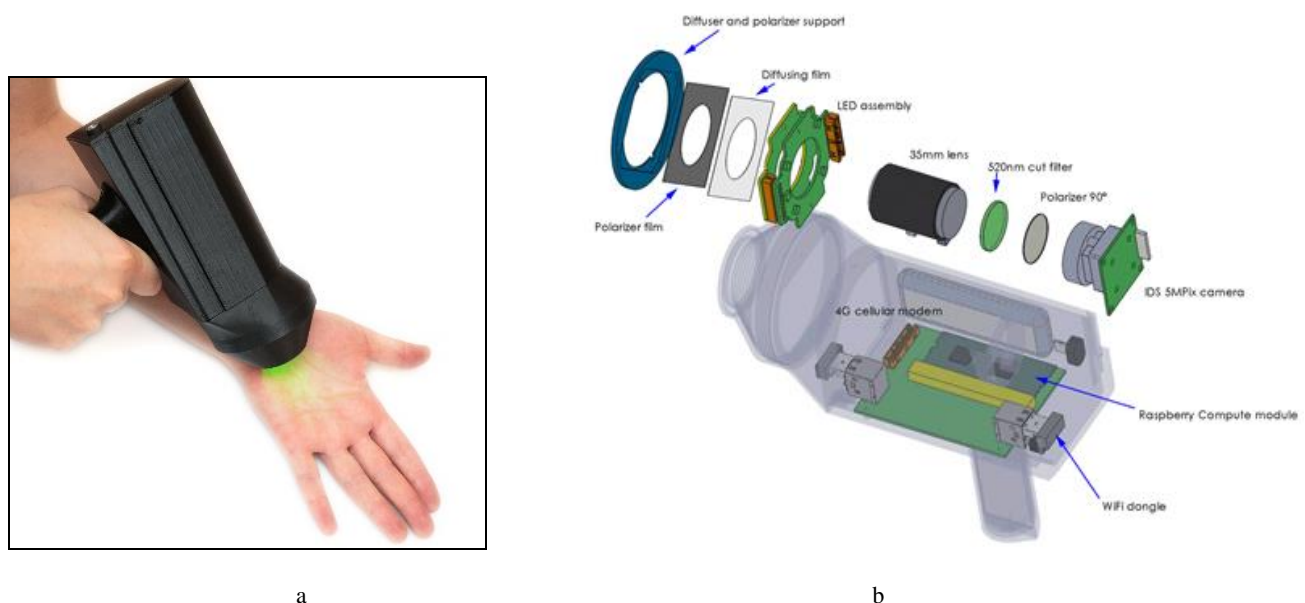 Diffuser and polarizer support
Diffusing film
LED assembly
35mm lens
520nm cut filter
Polarizer 90°
Polarizer film
IDS 5MPix camera
4G cellular modem
Raspberry Compute module
WiFi dongle
a
b